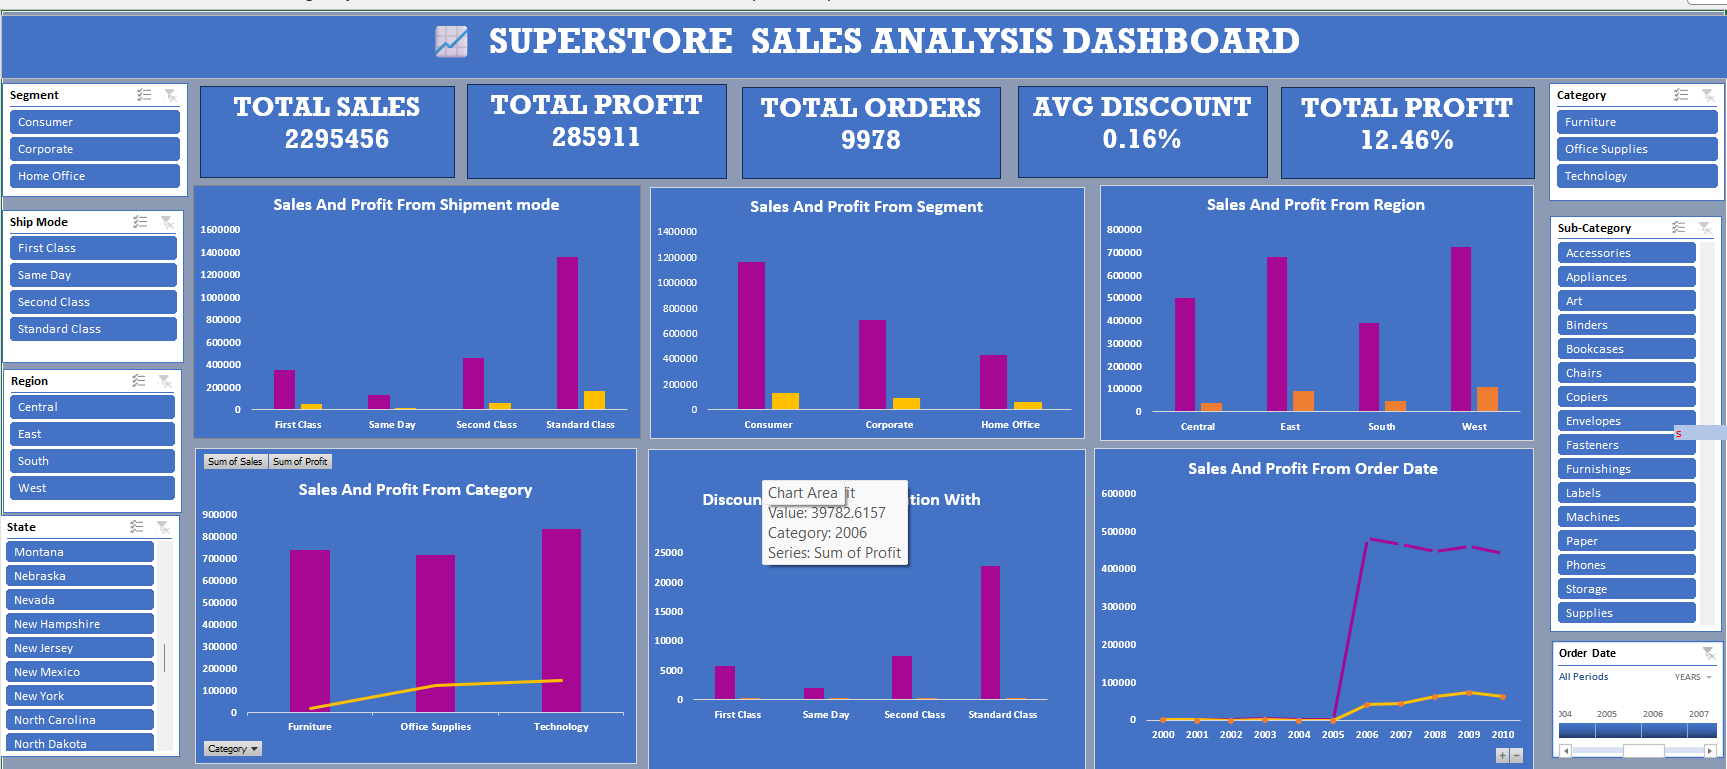 SUPERSTORE SALES ANALYSIS DASHBOARD
Segment
Consumer
Corporate
Home Office
Ship Mode
First Class
Same Day
Second Class
Standard Class
Region
Central
East
South
West
State
Montana
Nebraska
Nevada
New Hampshire
New Jersey
New Mexico
New York
North Carolina
North Dakota
TOTAL SALES
2295456
TOTAL PROFIT
285911
TOTAL ORDERS
9978
AVG DISCOUNT
0.16%
TOTAL PROFIT
12.46%
Sales And Profit From Shipment mode
1600000
1400000
1200000
1000000
800000
600000
400000
200000
0
First Class Same Day Second Class Standard Class
Sales And Profit From Segment
1400000
1200000
1000000
800000
600000
400000
200000
0
Consumer Corporate Home Office
Sales And Profit From Region
800000
700000
600000
500000
400000
300000
200000
100000
0
Central East South West
Sum of Sales Sum of Profit
Sales And Profit From Category
900000
800000
700000
600000
500000
400000
300000
200000
100000
0
Furniture Office Supplies Technology
Category
Discoun tion With
Chart Area it
Value: 39782.6157
Category: 2006
Series: Sum of Profit
25000
20000
15000
10000
5000
0
First Class Same Day Second Class Standard Class
Sales And Profit From Order Date
600000
500000
400000
300000
200000
100000
0
2000 2001 2002 2003 2004 2005 2006 2007 2008 2009 2010
+ −
Category
Furniture
Office Supplies
Technology
Sub-Category
Accessories
Appliances
Art
Binders
Bookcases
Chairs
Copiers
Envelopes
s
Fasteners
Furnishings
Labels
Machines
Paper
Phones
Storage
Supplies
Order Date
All Periods YEARS
004 2005 2006 2007